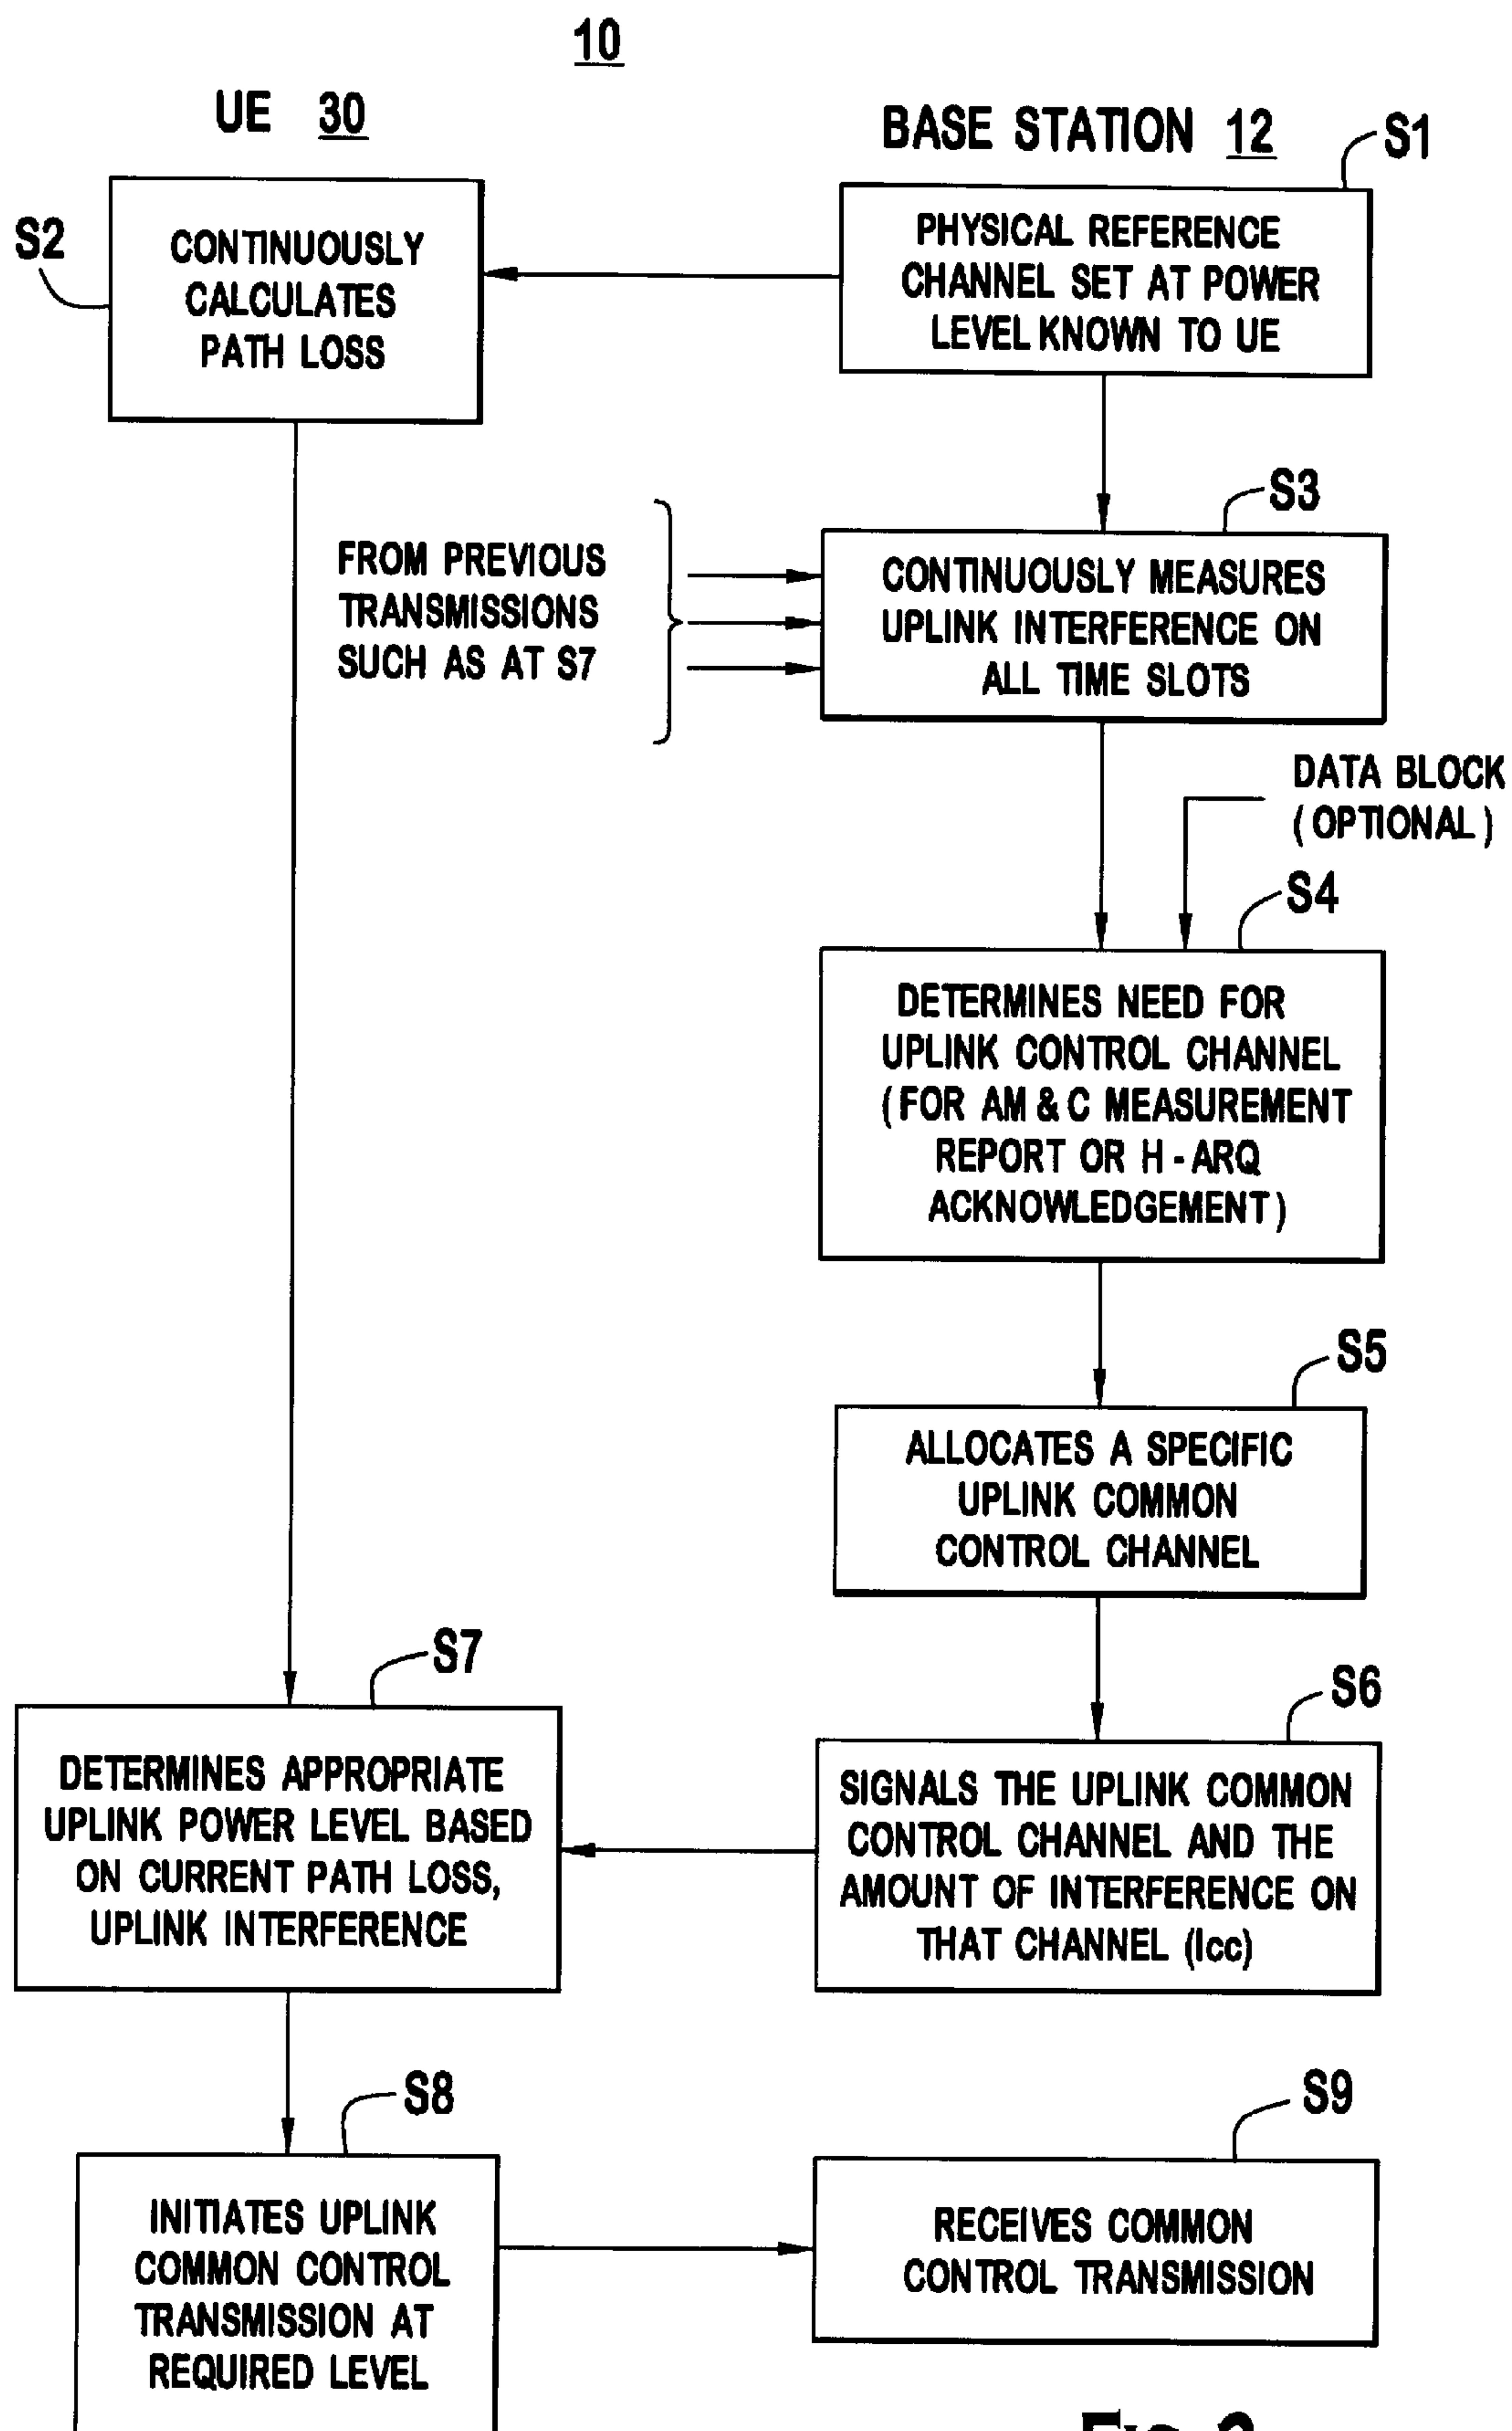 10
UE 30
BASE STATION 12
S1
S2
CONTINUOUSLY
CALCULATES
PATH LOSS
PHYSICAL REFERENCE
CHANNEL SET AT POWER
LEVEL KNOWN TO UE
S3
FROM PREVIOUS
TRANSMISSIONS
SUCH AS AT S7
CONTINUOUSLY MEASURES
UPLINK INTERFERENCE ON
ALL TIME SLOTS
DATA BLOCK
(OPTIONAL)
S4
DETERMINES NEED FOR
UPLINK CONTROL CHANNEL
(FOR AM & C MEASUREMENT
REPORT OR H - ARQ
ACKNOWLEDGEMENT)
S5
ALLOCATES A SPECIFIC
UPLINK COMMON
CONTROL CHANNEL
S7
DETERMINES APPROPRIATE
UPLINK POWER LEVEL BASED
ON CURRENT PATH LOSS,
UPLINK INTERFERENCE
S6
SIGNALS THE UPLINK COMMON
CONTROL CHANNEL AND THE
AMOUNT OF INTERFERENCE ON
THAT CHANNEL (Icc)
S8
INITIATES UPLINK
COMMON CONTROL
TRANSMISSION AT
REQUIRED LEVEL
S9
RECEIVES COMMON
CONTROL TRANSMISSION